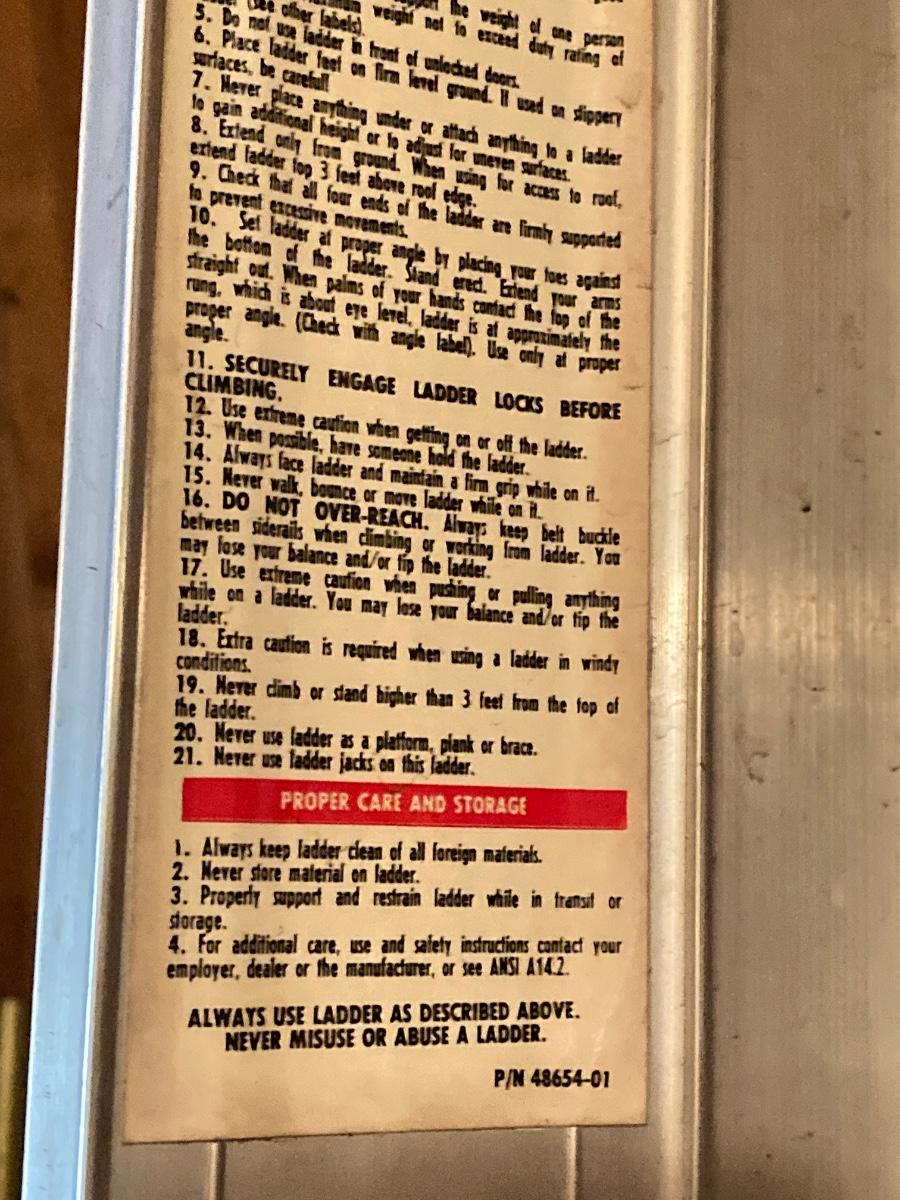 the weight of one person
(see other labels). weight not to exceed duty rating of
5. Do not use ladder in front of unlocked doors.
6. Place ladder feet on firm level ground. If used on slippery
surfaces, be careful!
7. Never place anything under or attach anything to a ladder
to gain additional height or to adjust for uneven surfaces.
8. Extend only from ground. When using for access to roof,
extend ladder top 3 feet above roof edge.
9. Check that all four ends of the ladder are firmly supported
to prevent excessive movements.
10. Set ladder at proper angle by placing your toes against
the bottom of the ladder. Stand erect. Extend your arms
straight out. When palms of your hands contact the top of the
rung, which is about eye level, ladder is at approximately the
proper angle. (Check with angle label). Use only at proper
angle.
11. SECURELY ENGAGE LADDER LOCKS BEFORE
CLIMBING.
12. Use extreme caution when getting on or off the ladder.
13. When possible, have someone hold the ladder.
14. Always face ladder and maintain a firm grip while on it.
15. Never walk, bounce or move ladder while on it.
16. DO NOT OVER-REACH. Always keep belt buckle
between siderails when climbing or working from ladder. You
may lose your balance and/or tip the ladder.
17. Use extreme caution when pushing or pulling anything
while on a ladder. You may lose your balance and/or tip the
ladder.
18. Extra caution is required when using a ladder in windy
conditions.
19. Never climb or stand higher than 3 feet from the top of
the ladder.
20. Never use ladder as a platform, plank or brace.
21. Never use ladder jacks on this ladder.
PROPER CARE AND STORAGE
1. Always keep ladder clean of all foreign materials.
2. Never store material on ladder.
3. Properly support and restrain ladder while in transit or
storage.
4. For additional care, use and safety instructions contact your
employer, dealer or the manufacturer, or see ANSI A14.2.
ALWAYS USE LADDER AS DESCRIBED ABOVE.
NEVER MISUSE OR ABUSE A LADDER.
P/N 48654-01